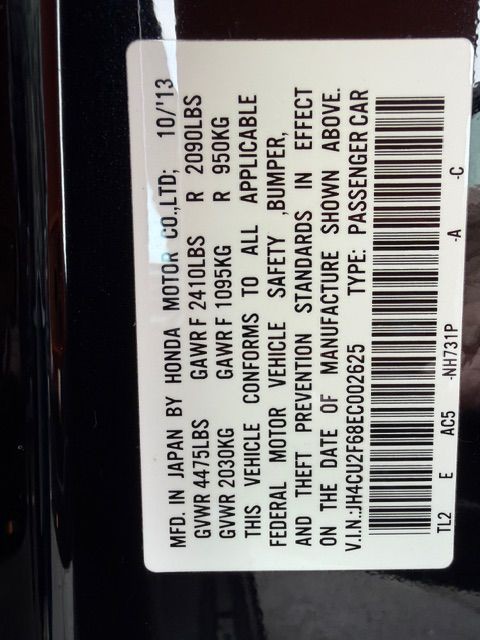 MFD. IN JAPAN BY HONDA MOTOR CO.,LTD; 10/'13
GVWR 4475LBS GAWR F 2410LBS R 2090LBS
GVWR 2030KG GAWR F 1095KG R 950KG
THIS VEHICLE CONFORMS TO ALL APPLICABLE
FEDERAL MOTOR VEHICLE SAFETY ,BUMPER,
AND THEFT PREVENTION STANDARDS IN EFFECT
ON THE DATE OF MANUFACTURE SHOWN ABOVE.
V.I.N.:JH4CU2F68EC002625 TYPE: PASSENGER CAR
TL2 E AC5 -NH731P -A -C